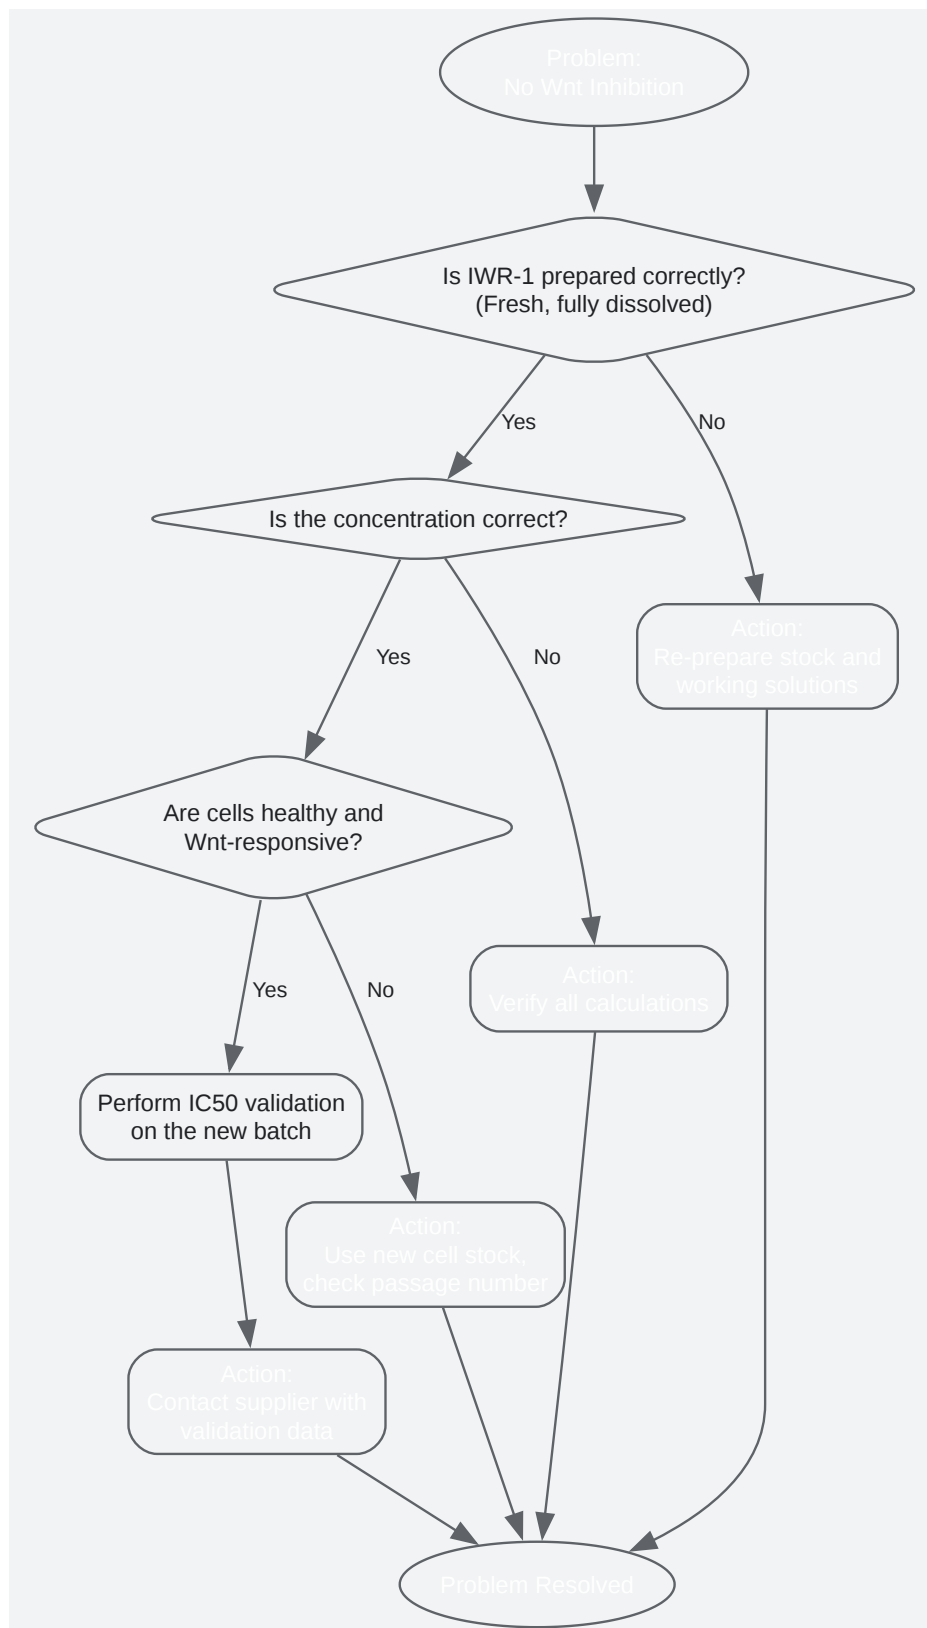 Problem:
No Wnt Inhibition
Is IWR-1 prepared correctly?
(Fresh, fully dissolved)
Yes
No
Is the concentration correct?
Action:
Re-prepare stock and
working solutions
Yes
No
Are cells healthy and
Wnt-responsive?
Action:
Verify all calculations
Yes
No
Perform IC50 validation
on the new batch
Action:
Use new cell stock,
check passage number
Action:
Contact supplier with
validation data
Problem Resolved